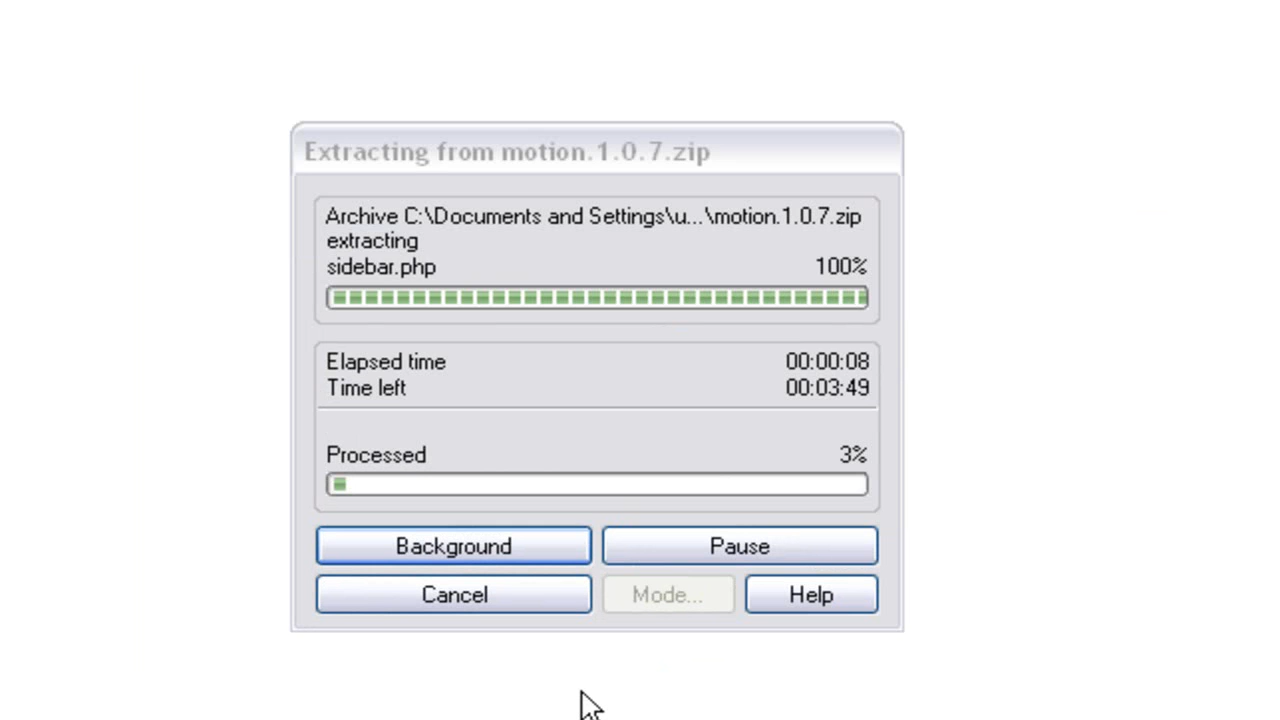 Extracting from motion.1.0.7.zip
Archive C:\Documents and Settings\u...\motion.1.0.7.zip
extracting
sidebar.php 100%
Elapsed time 00:00:08
Time left 00:03:49
Processed 3%
Background Pause
Cancel Mode... Help